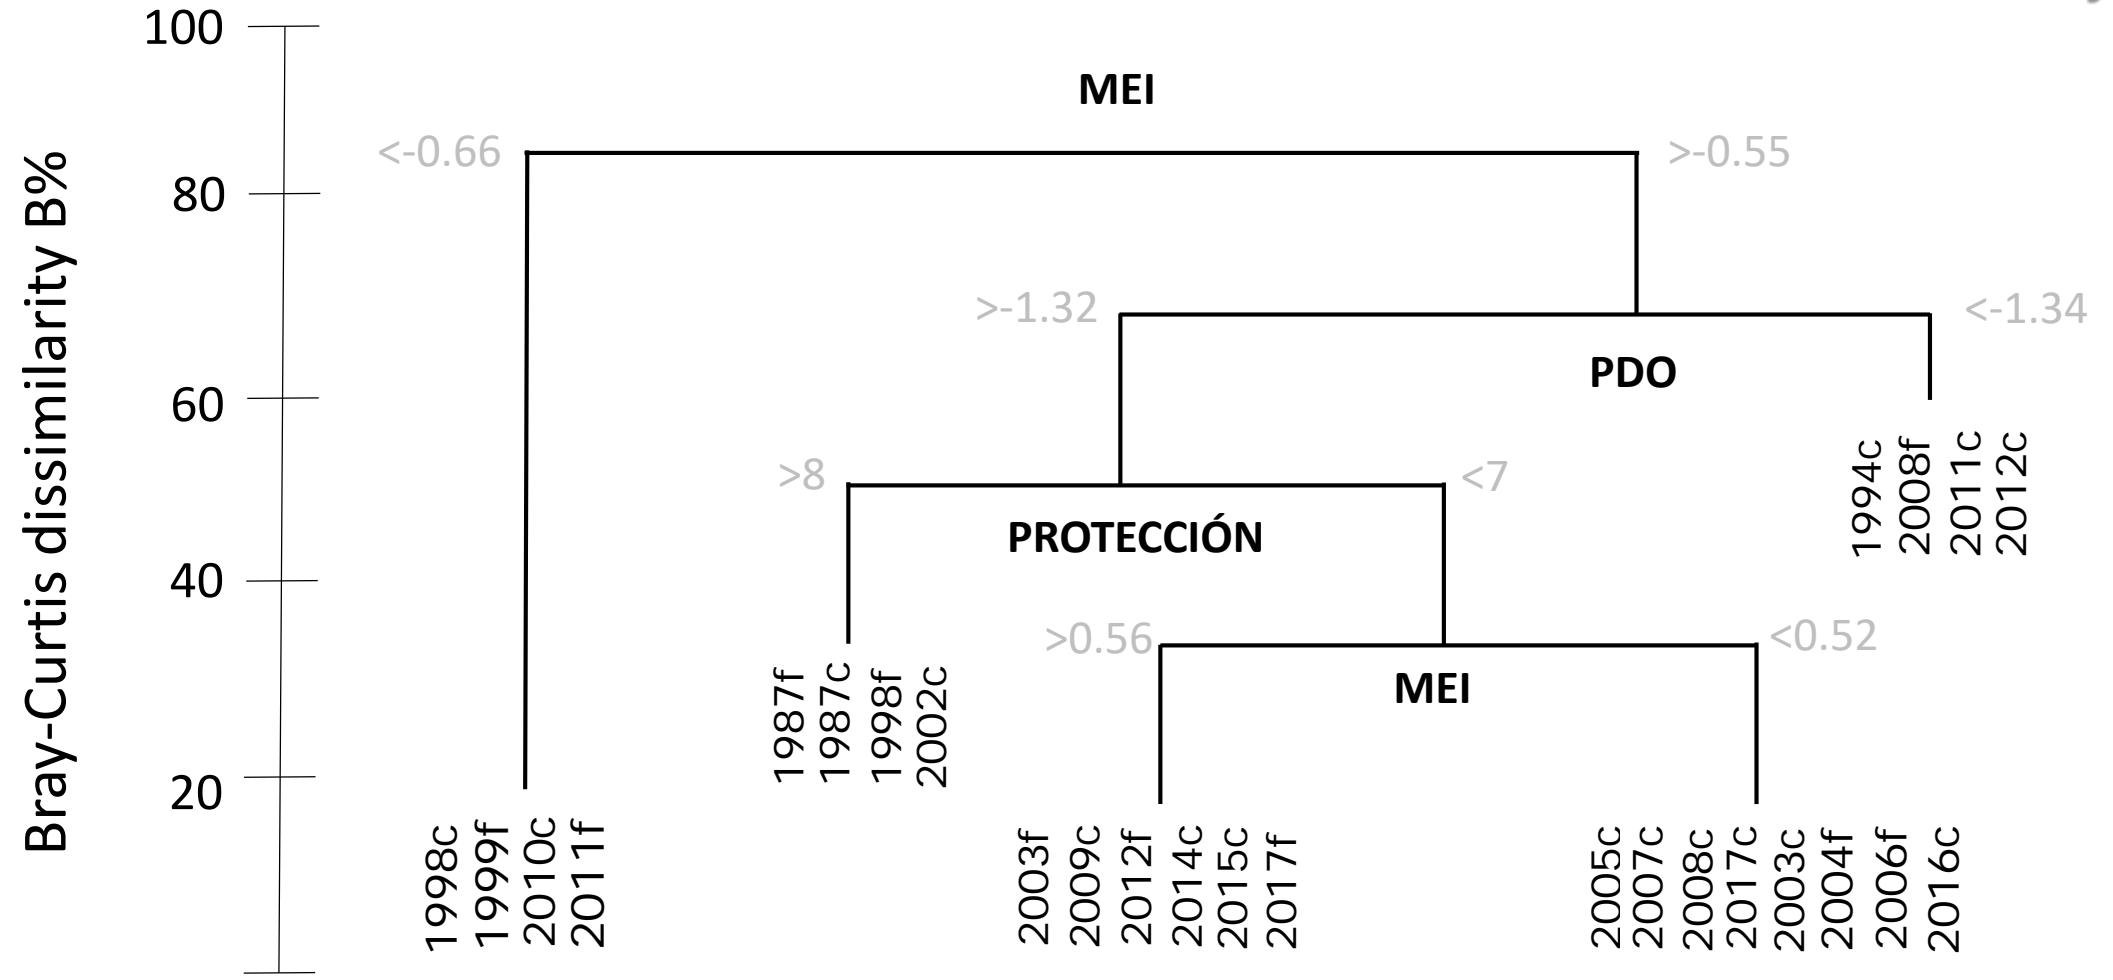 Bray-Curtis dissimilarity B%
100
80
60
40
20
MEI
<-0.66
>-0.55
>-1.32
<-1.34
PDO
>8
<7
PROTECCIÓN
>0.56
<0.52
MEI
1994c
2008f
2011c
2012c
1987f
1987c
1998f
2002c
1998c
1999f
2010c
2011f
2003f
2009c
2012f
2014c
2015c
2017f
2005c
2007c
2008c
2017c
2003c
2004f
2006f
2016c